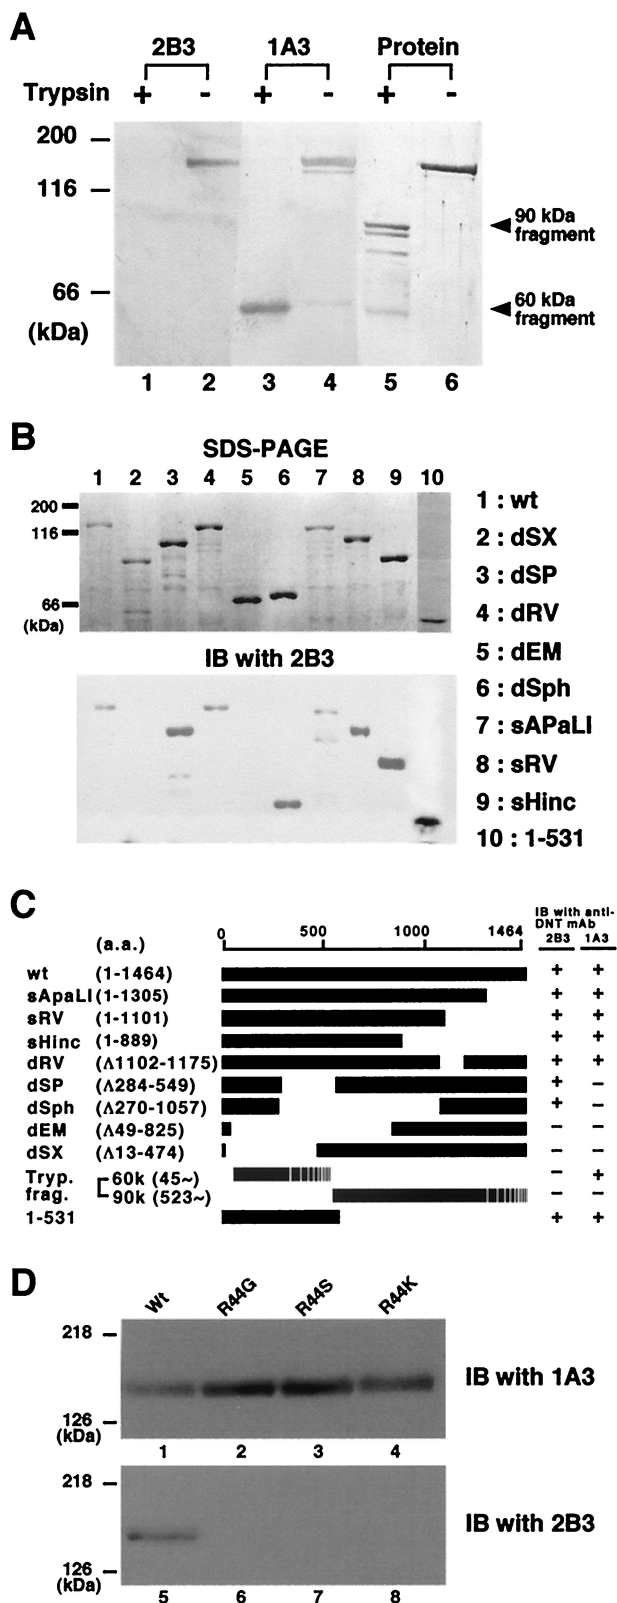 A
2B3 1A3 Protein
Trypsin + - + - + -
200
116
90 kDa fragment
66
60 kDa fragment
(kDa)
1 2 3 4 5 6
B
SDS-PAGE
1 2 3 4 5 6 7 8 9 10
200
116
66
(kDa)
IB with 2B3
1 : wt
2 : dSX
3 : dSP
4 : dRV
5 : dEM
6 : dSph
7 : sAPaLI
8 : sRV
9 : sHinc
10 : 1-531
C
IB with anti-
DNT mAb
(a.a.) 0 500 1000 1464 2B3 1A3
wt (1-1464) + +
sApaLI (1-1305) + +
sRV (1-1101) + +
sHinc (1-889) + +
dRV (Λ1102-1175) + +
dSP (Λ284-549) + -
dSph (Λ270-1057) + -
dEM (Λ49-825) - -
dSX (Λ13-474) - -
Tryp. 60k (45~) - +
frag. 90k (523~) - -
1-531 + +
D
Wt R44G R44S R44K
218
IB with 1A3
126
(kDa)
1 2 3 4
218
IB with 2B3
126
(kDa)
5 6 7 8